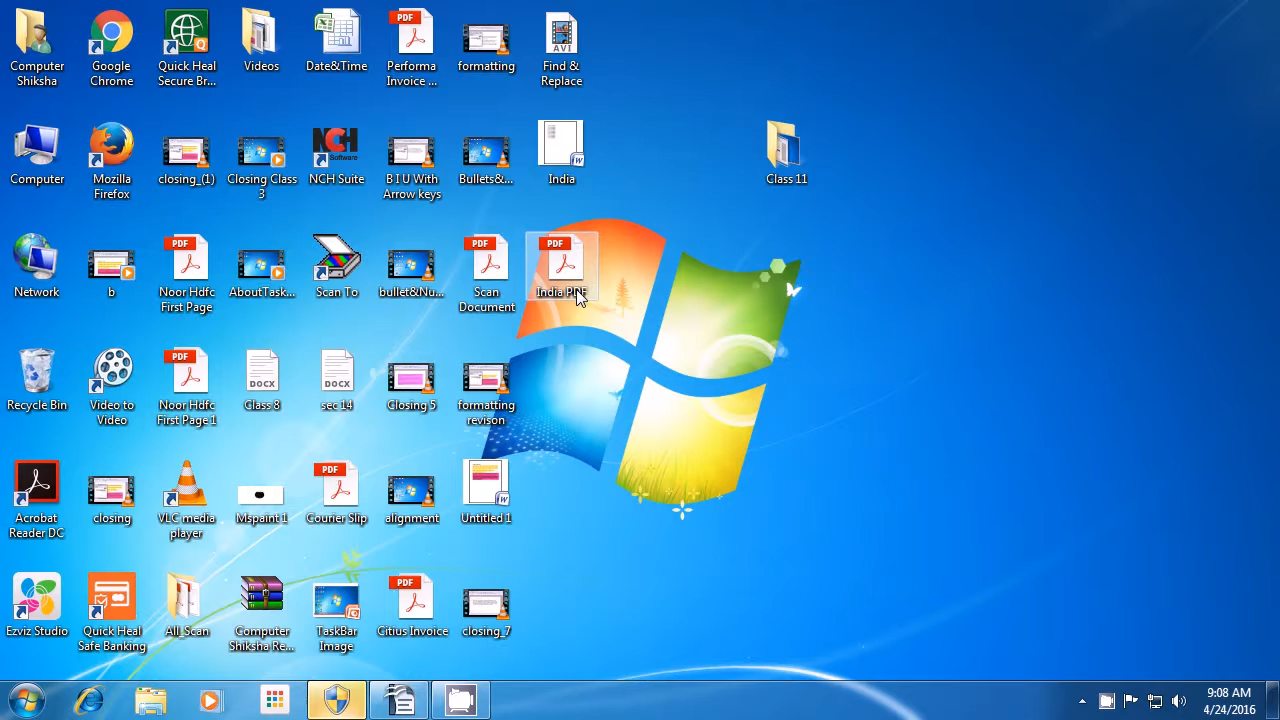 Computer
Shiksha
Google
Chrome
Quick Heal
Secure Br...
Videos
Date&Time
PDF
Performa
Invoice ...
formatting
AVI
Find &
Replace
Computer
Mozilla
Firefox
closing_(1)
Closing Class
3
NCH
Software
NCH Suite
B I U With
Arrow keys
Bullets&...
India
Class 11
Network
b
PDF
Noor Hdfc
First Page
AboutTask...
Scan To
bullet&Nu...
PDF
Scan
Document
PDF
India PDF
Recycle Bin
Video to
Video
PDF
Noor Hdfc
First Page 1
DOCX
Class 8
DOCX
sec 14
Closing 5
formatting
revison
Acrobat
Reader DC
closing
VLC media
player
Mspaint 1
PDF
Courier Slip
alignment
Untitled 1
Ezviz Studio
Quick Heal
Safe Banking
All_Scan
Computer
Shiksha Re...
TaskBar
Image
PDF
Citius Invoice
closing_7
9:08 AM
4/24/2016